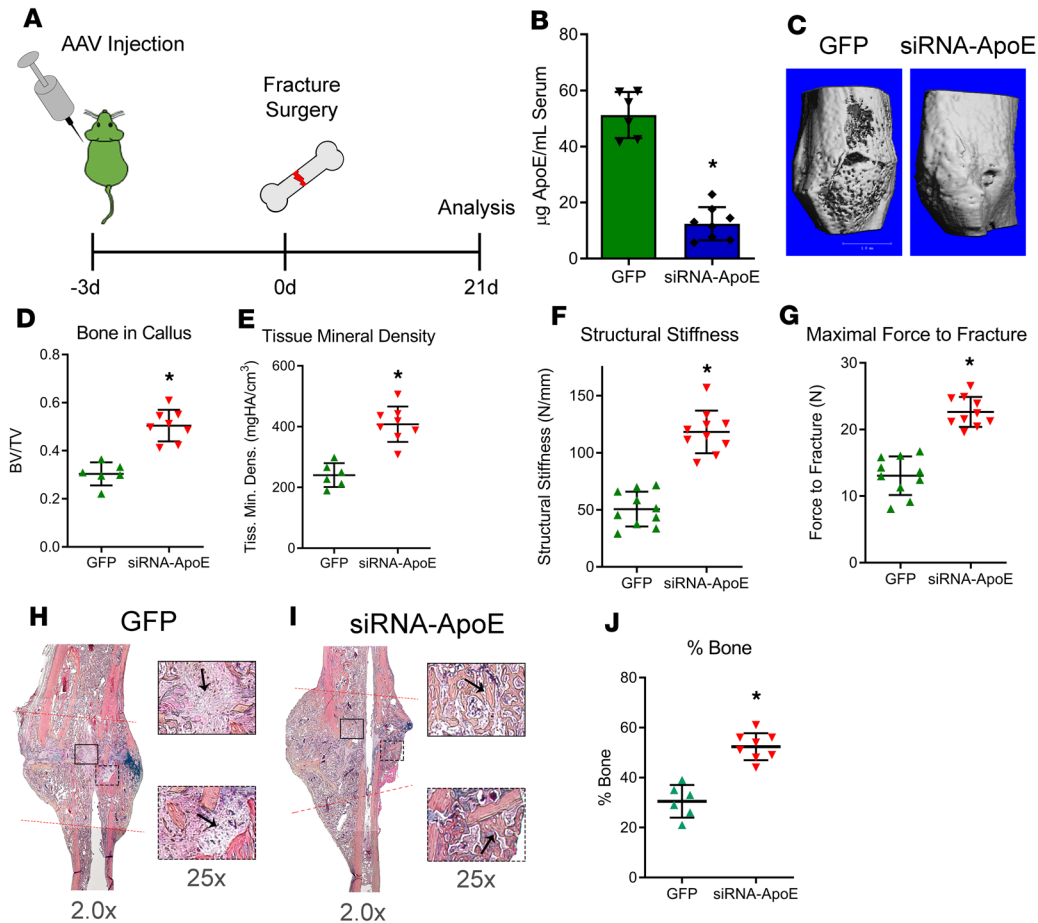 A
AAV Injection
Fracture
Surgery
Analysis
-3d
0d
21d
B
µg ApoE/mL Serum
80
60
40
20
0
*
GFP
siRNA-ApoE
C
GFP
siRNA-ApoE
D
Bone in Callus
BV/TV
0.8
0.6
0.4
0.2
0.0
*
GFP
siRNA-ApoE
E
Tissue Mineral Density
Tiss. Min. Dens. (mgHA/cm³)
600
400
200
0
*
GFP
siRNA-ApoE
F
Structural Stiffness
Structural Stiffness (N/mm)
150
100
50
0
*
GFP
siRNA-ApoE
G
Maximal Force to Fracture
Force to Fracture (N)
30
20
10
0
*
GFP
siRNA-ApoE
H
GFP
25x
2.0x
I
siRNA-ApoE
25x
2.0x
J
% Bone
% Bone
80
60
40
20
0
*
GFP
siRNA-ApoE